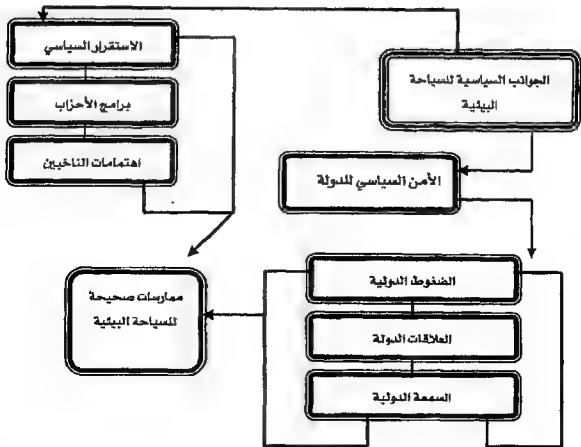 الجوانب السياسية للسياحة
البيئية
الاستقرار السياسي
برامج الأحزاب
اهتمامات الناخبين
الأمن السياسي للدولة
الضغوط الدولية
العلاقات الدولة
السمعة الدولية
ممارسات صحيحة
للسياحة البيئية